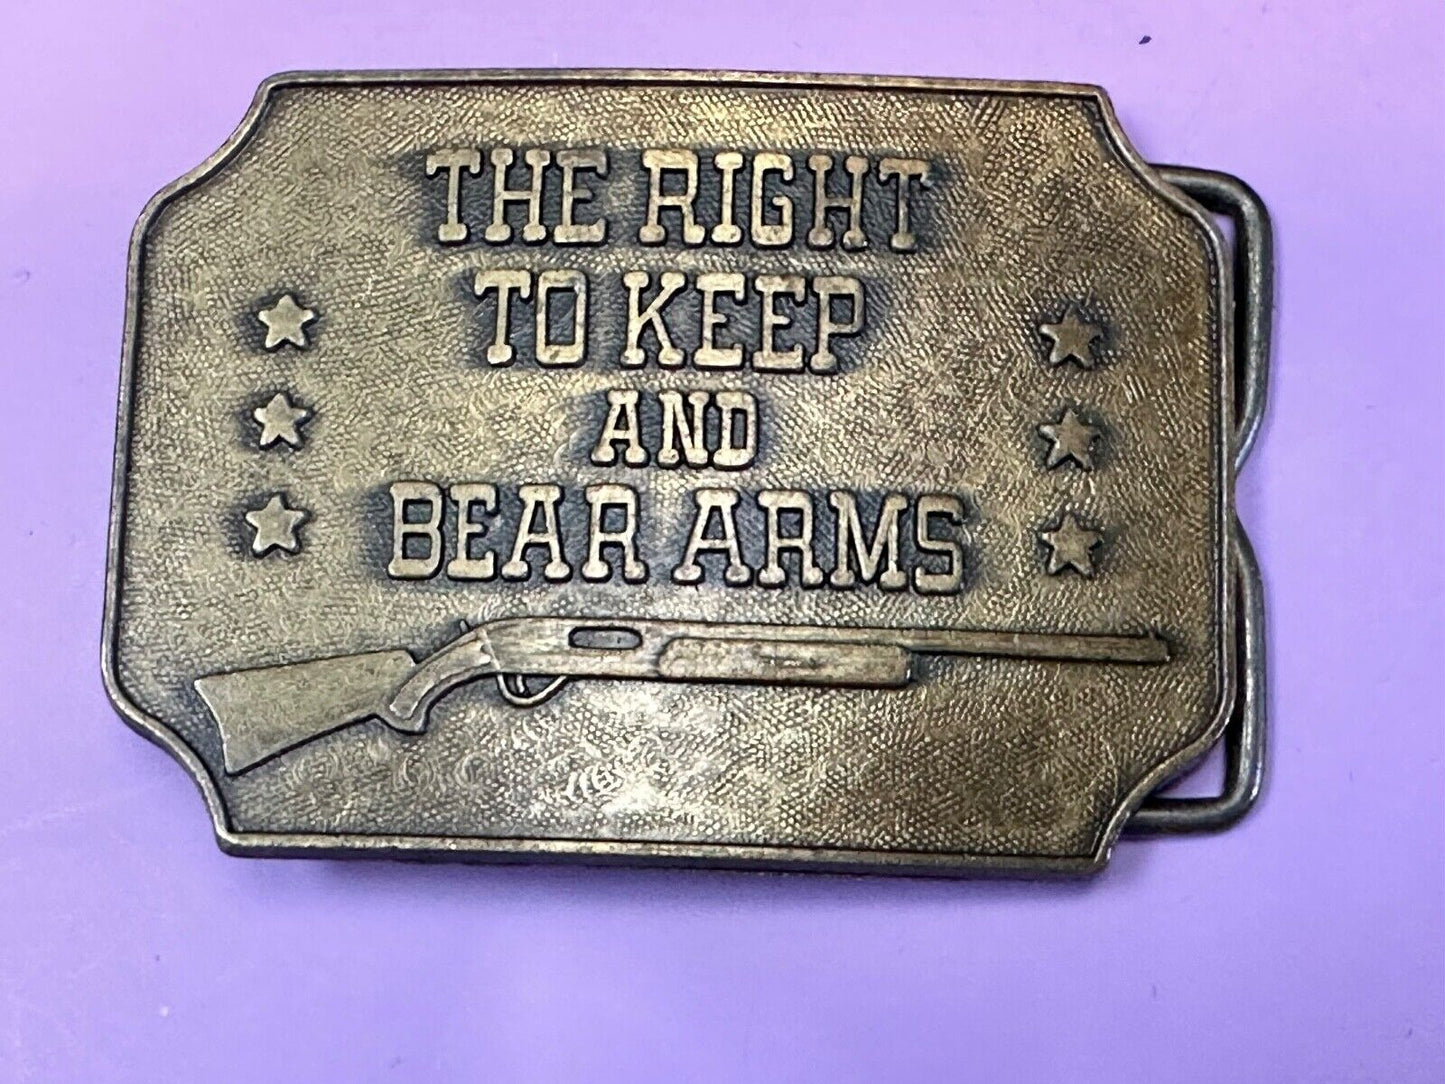 THE RIGHT
TO KEEP
AND
BEAR ARMS